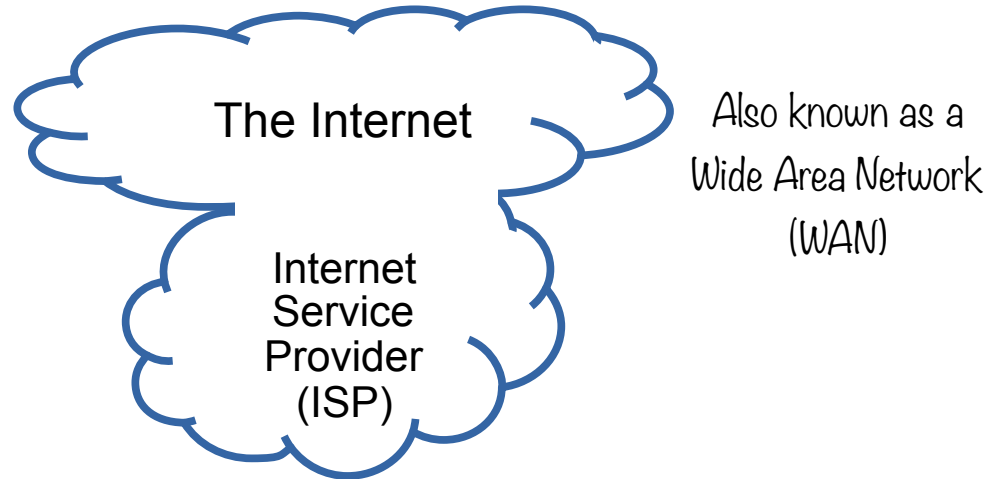 The Internet
Also known as a
Wide Area Network
(WAN)
Internet
Service
Provider
(ISP)